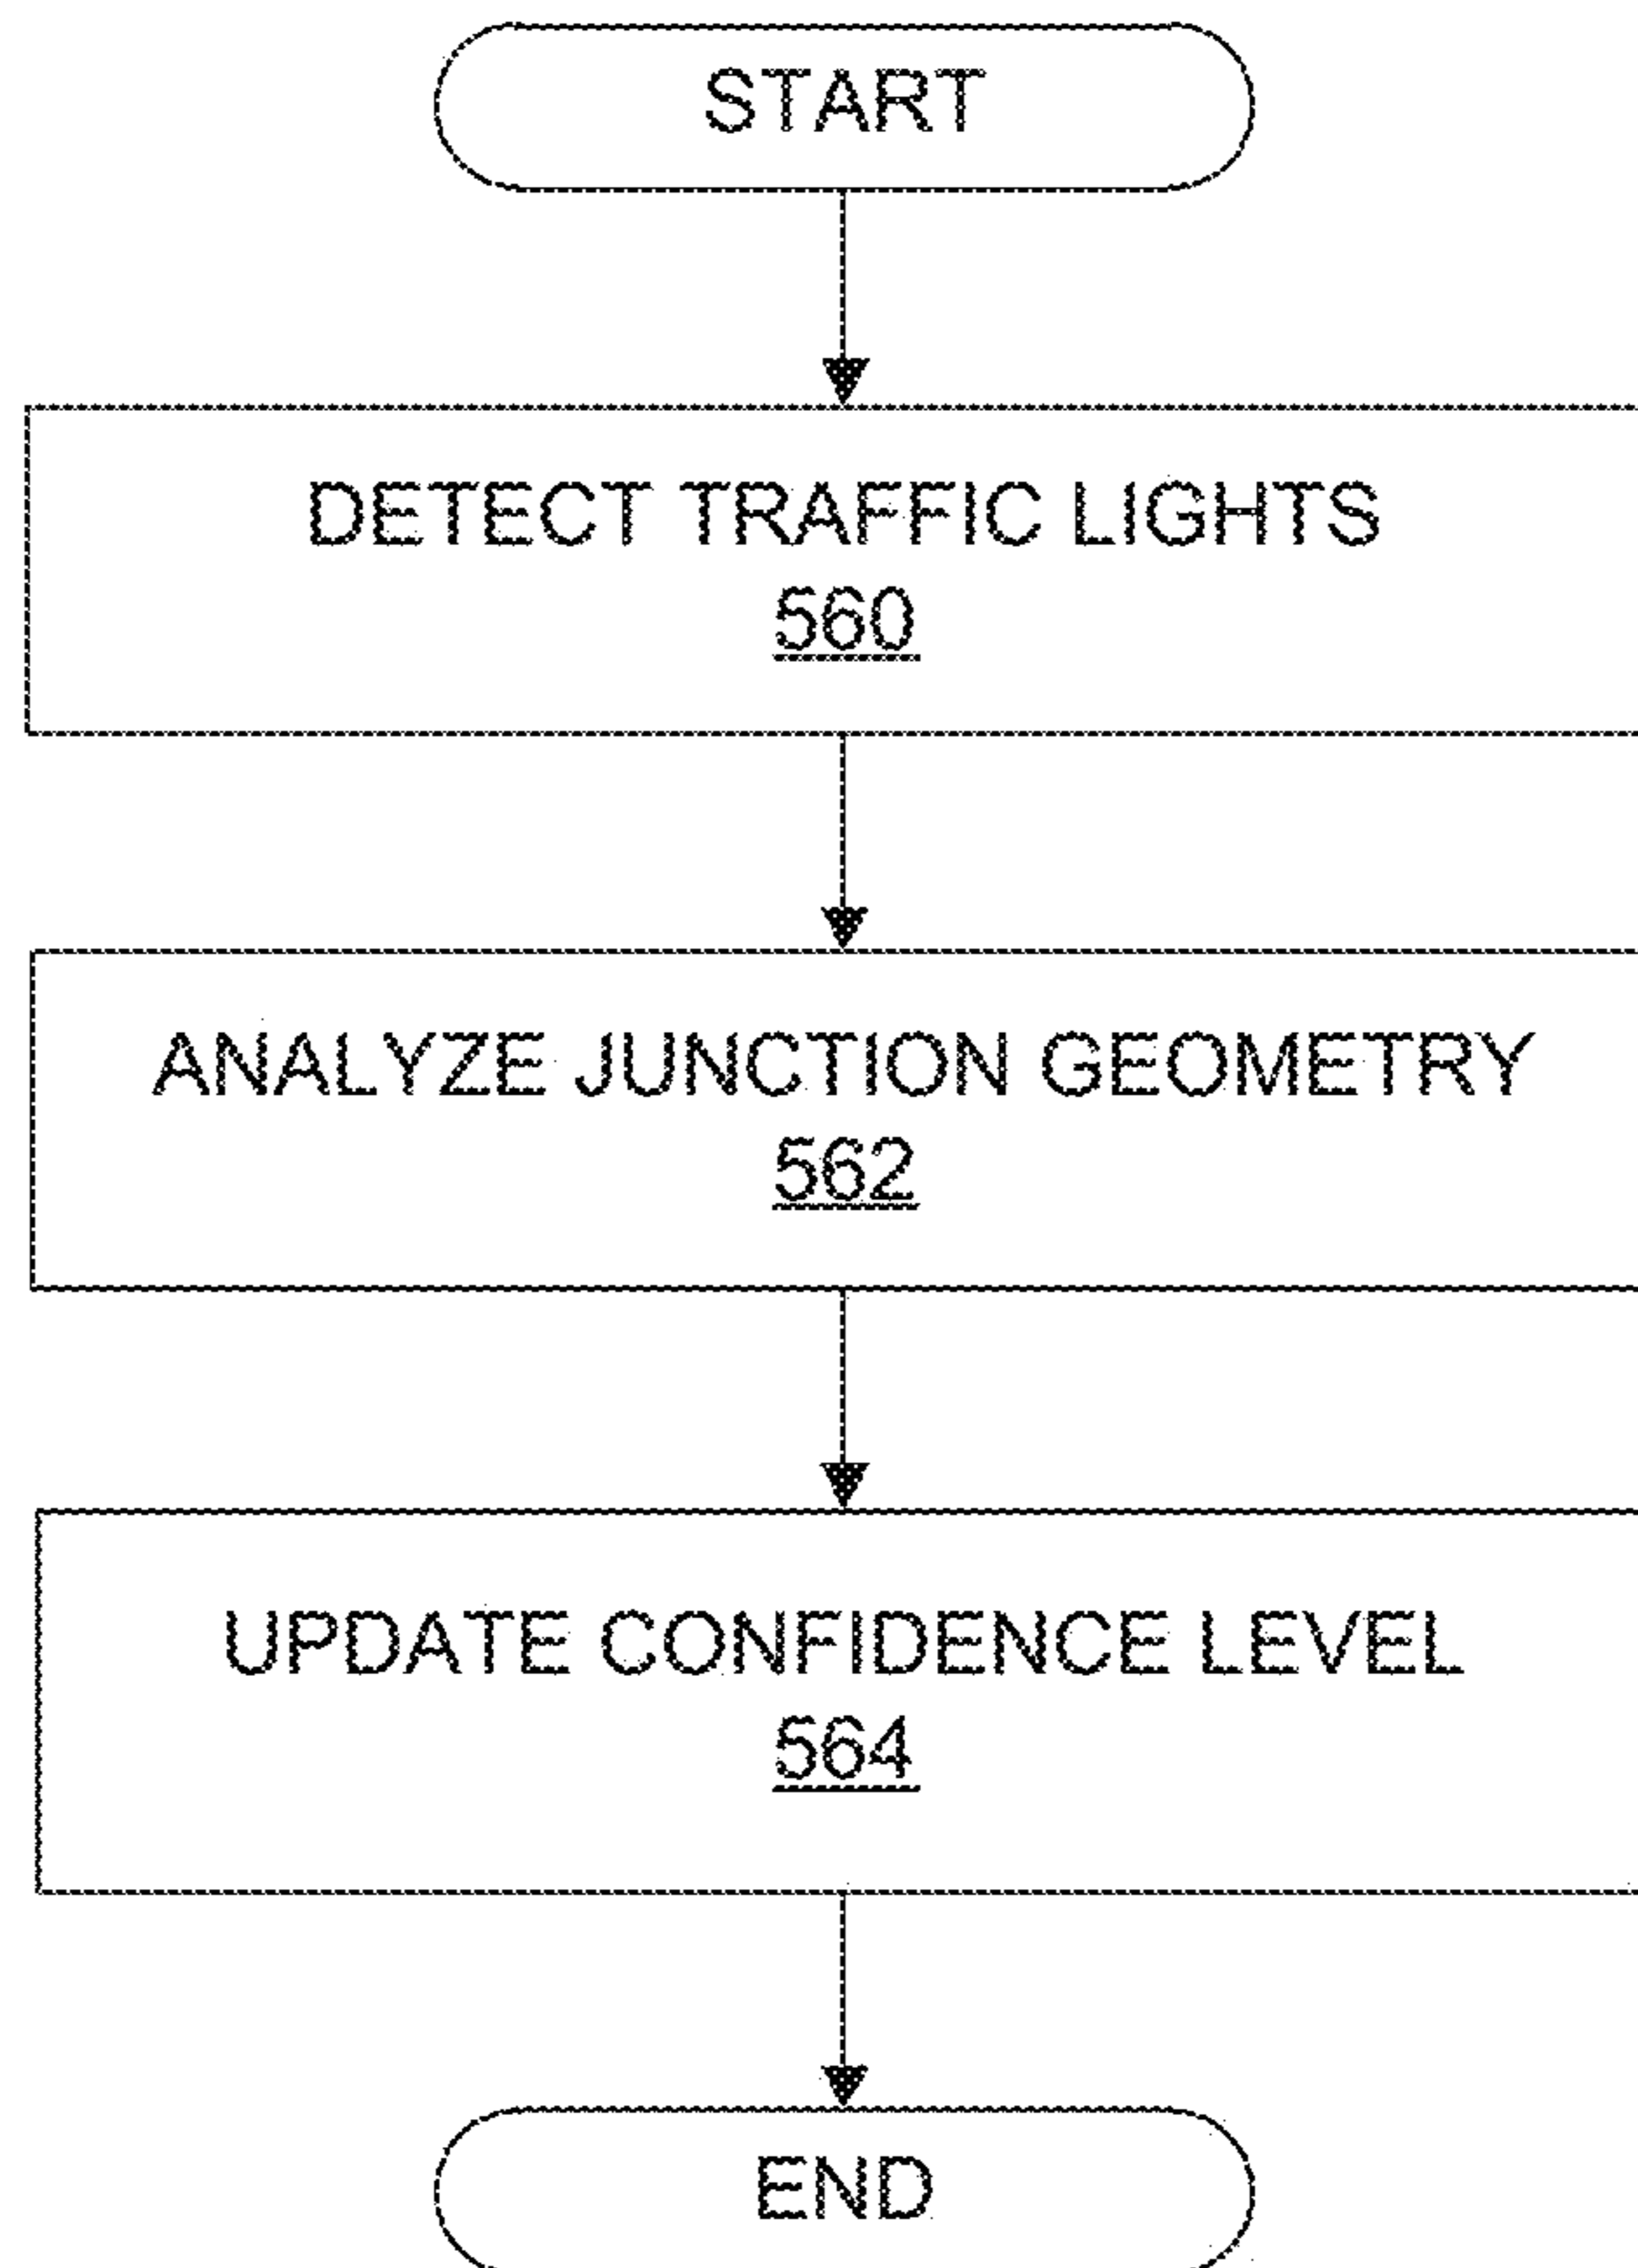 START
DETECT TRAFFIC LIGHTS
560
ANALYZE JUNCTION GEOMETRY
562
UPDATE CONFIDENCE LEVEL
564
END